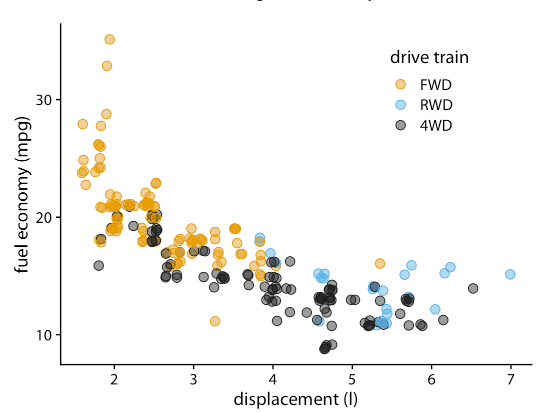 drive train
FWD
RWD
4WD
fuel economy (mpg)
30
20
10
2 3 4 5 6 7
displacement (l)